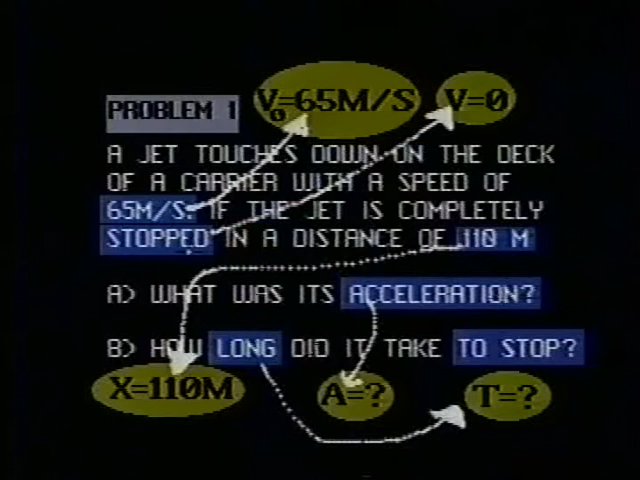 PROBLEM 1
V₀=65M/S
V=0
A JET TOUCHES DOWN ON THE DECK
OF A CARRIER WITH A SPEED OF
65M/S. IF THE JET IS COMPLETELY
STOPPED IN A DISTANCE OF 110 M
A) WHAT WAS ITS ACCELERATION?
B) HOW LONG DID IT TAKE TO STOP?
X=110M
A=?
T=?